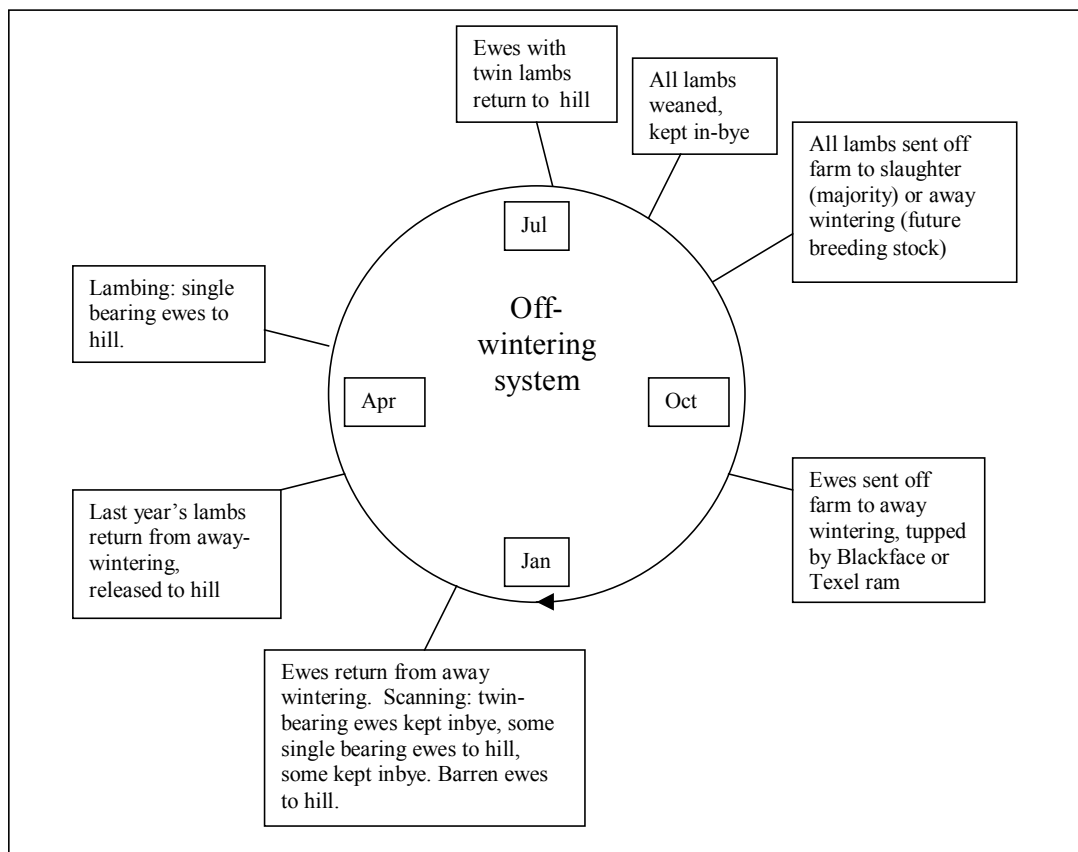 Ewes with
twin lambs
return to hill
All lambs
weaned,
kept in-bye
All lambs sent off
farm to slaughter
(majority) or away
wintering (future
breeding stock)
Jul
Lambing: single
bearing ewes to
hill.
Off-
wintering
system
Apr
Oct
Last year's lambs
return from away-
wintering,
released to hill
Ewes sent off
farm to away
wintering, tupped
by Blackface or
Texel ram
Jan
Ewes return from away
wintering. Scanning: twin-
bearing ewes kept inbye, some
single bearing ewes to hill,
some kept inbye. Barren ewes
to hill.